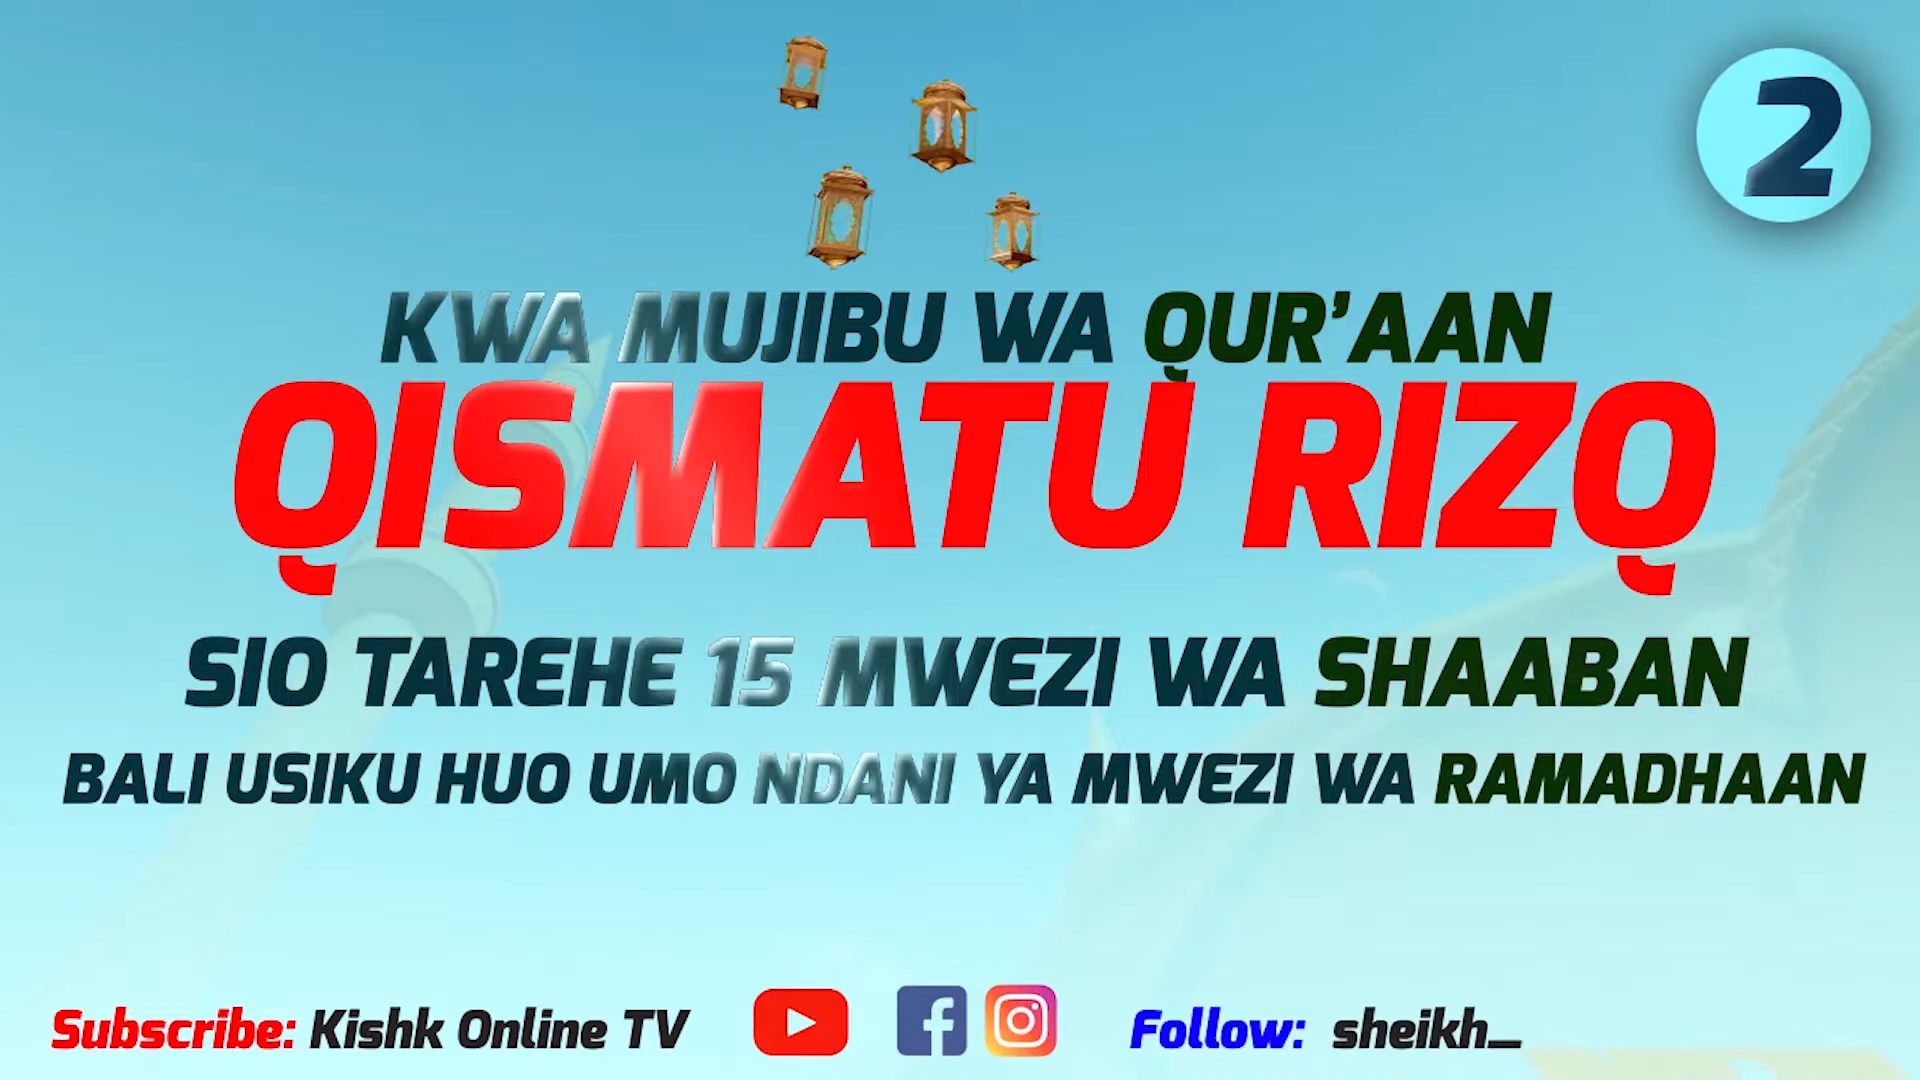 2
KWA MUJIBU WA QUR'AAN
QISMATU RIZQ
SIO TAREHE 15 MWEZI WA SHAABAN
BALI USIKU HUO UMO NDANI YA MWEZI WA RAMADHAAN
Subscribe: Kishk Online TV
Follow: sheikh_